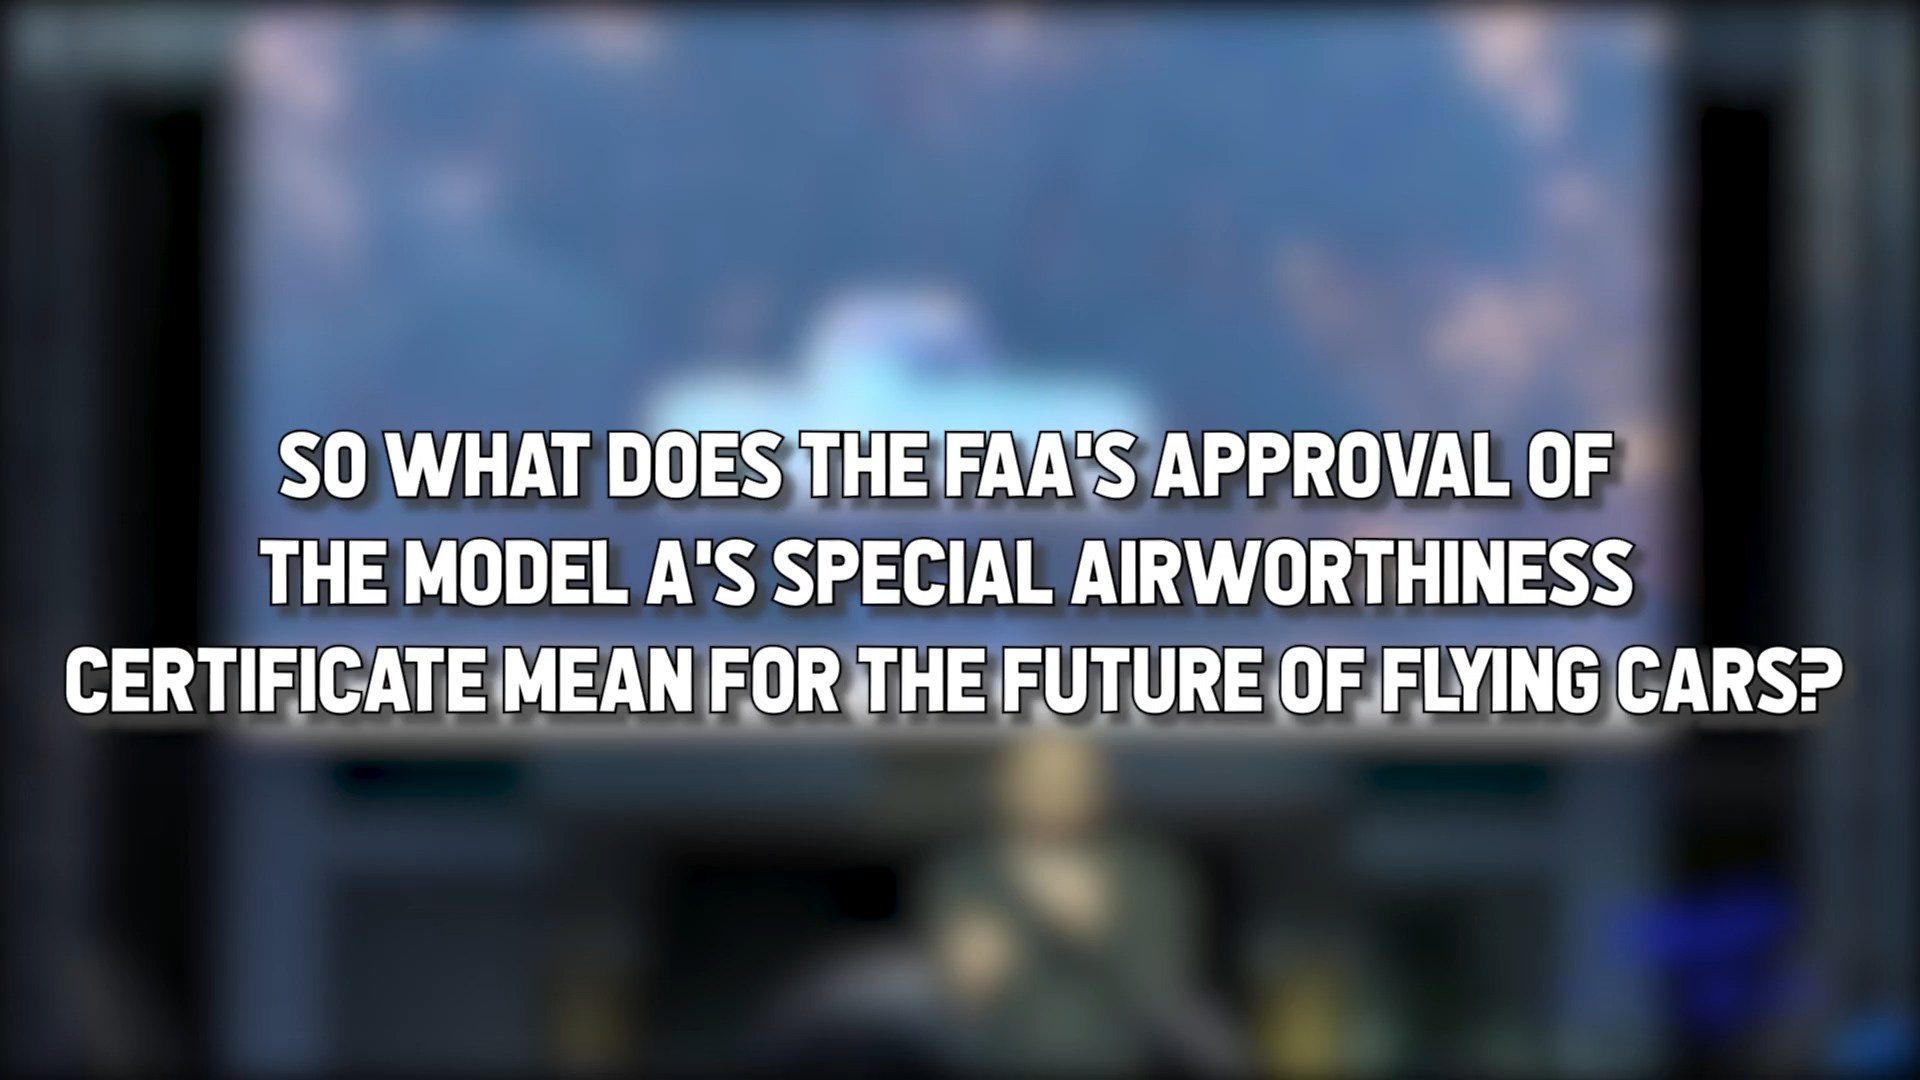 SO WHAT DOES THE FAA'S APPROVAL OF
THE MODEL A'S SPECIAL AIRWORTHINESS
CERTIFICATE MEAN FOR THE FUTURE OF FLYING CARS?